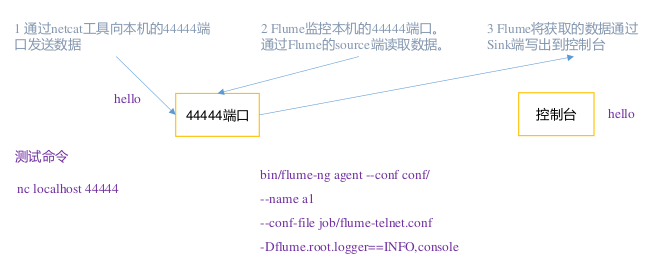 1 通过netcat工具向本机的44444端
口发送数据
2 Flume监控本机的44444端口。
通过Flume的source端读取数据。
3 Flume将获取的数据通过
Sink端写出到控制台
hello
44444端口
控制台
hello
测试命令
nc localhost 44444
bin/flume-ng agent --conf conf/
--name a1
--conf-file job/flume-telnet.conf
-Dflume.root.logger==INFO,console